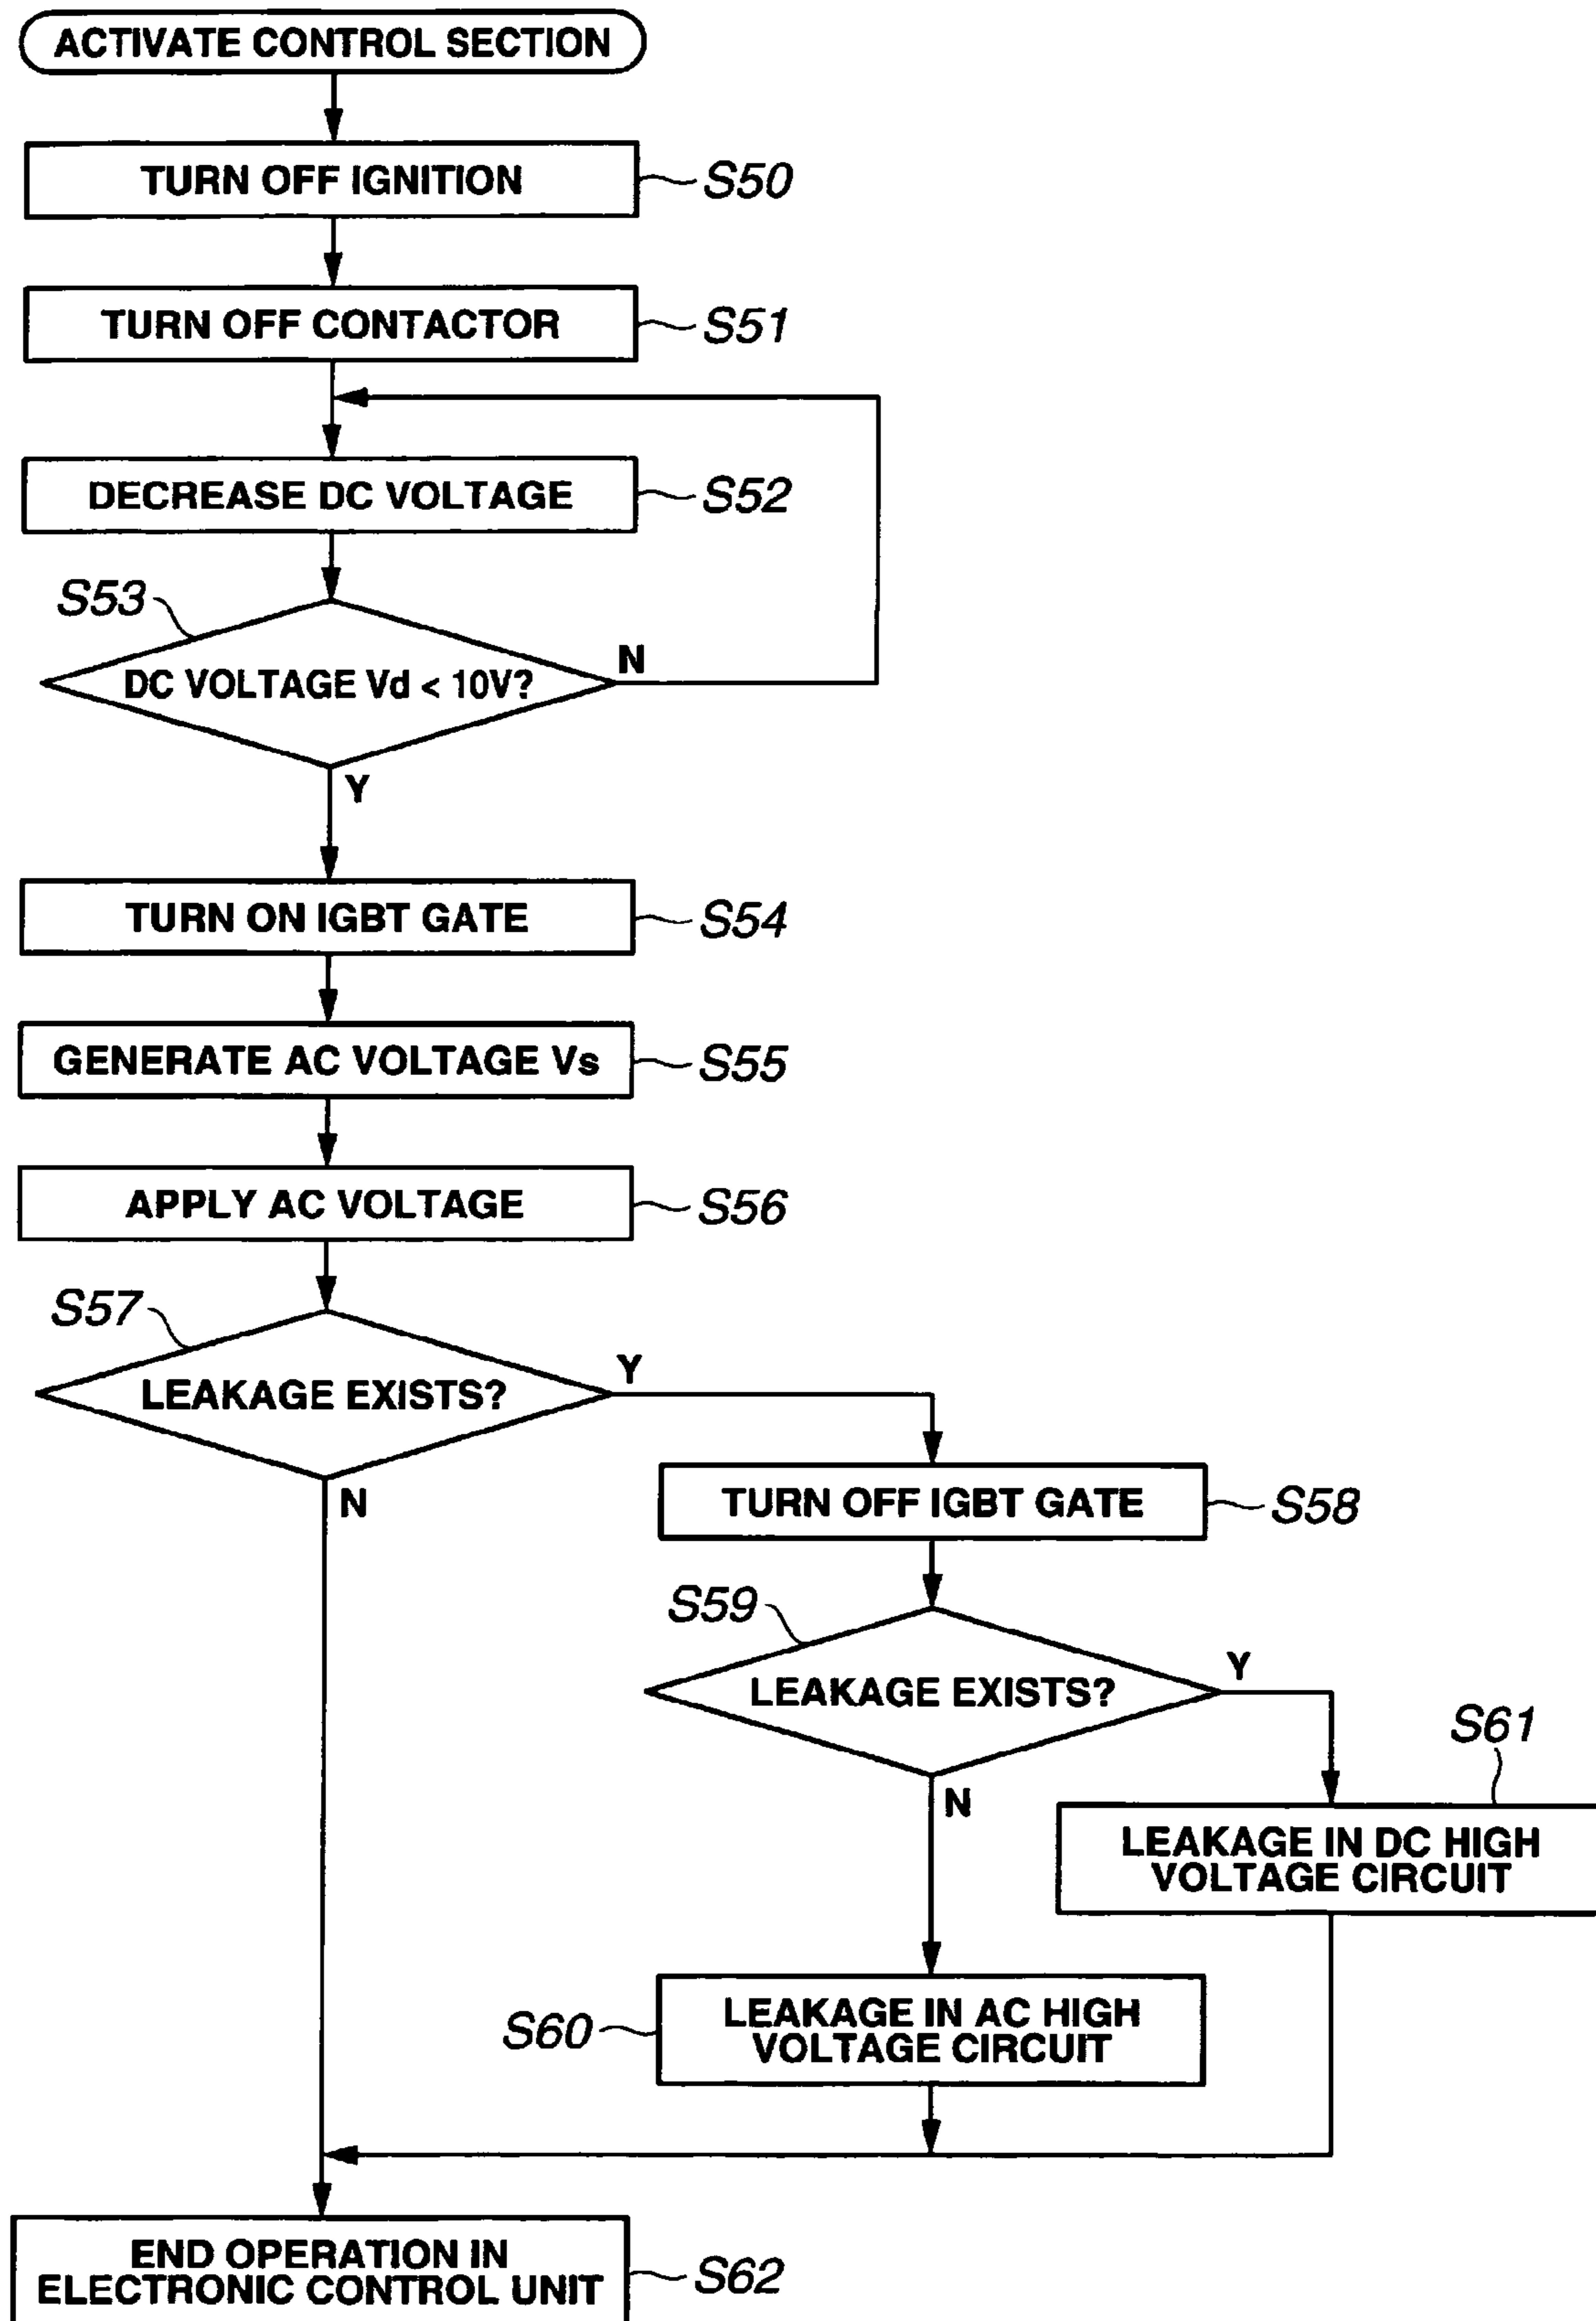 ACTIVATE CONTROL SECTION
TURN OFF IGNITION
S50
TURN OFF CONTACTOR
S51
DECREASE DC VOLTAGE
S52
S53
DC VOLTAGE Vd < 10V?
N
Y
TURN ON IGBT GATE
S54
GENERATE AC VOLTAGE Vs
S55
APPLY AC VOLTAGE
S56
S57
LEAKAGE EXISTS?
Y
N
TURN OFF IGBT GATE
S58
S59
LEAKAGE EXISTS?
Y
N
S61
LEAKAGE IN DC HIGH
VOLTAGE CIRCUIT
S60
LEAKAGE IN AC HIGH
VOLTAGE CIRCUIT
END OPERATION IN
ELECTRONIC CONTROL UNIT
S62